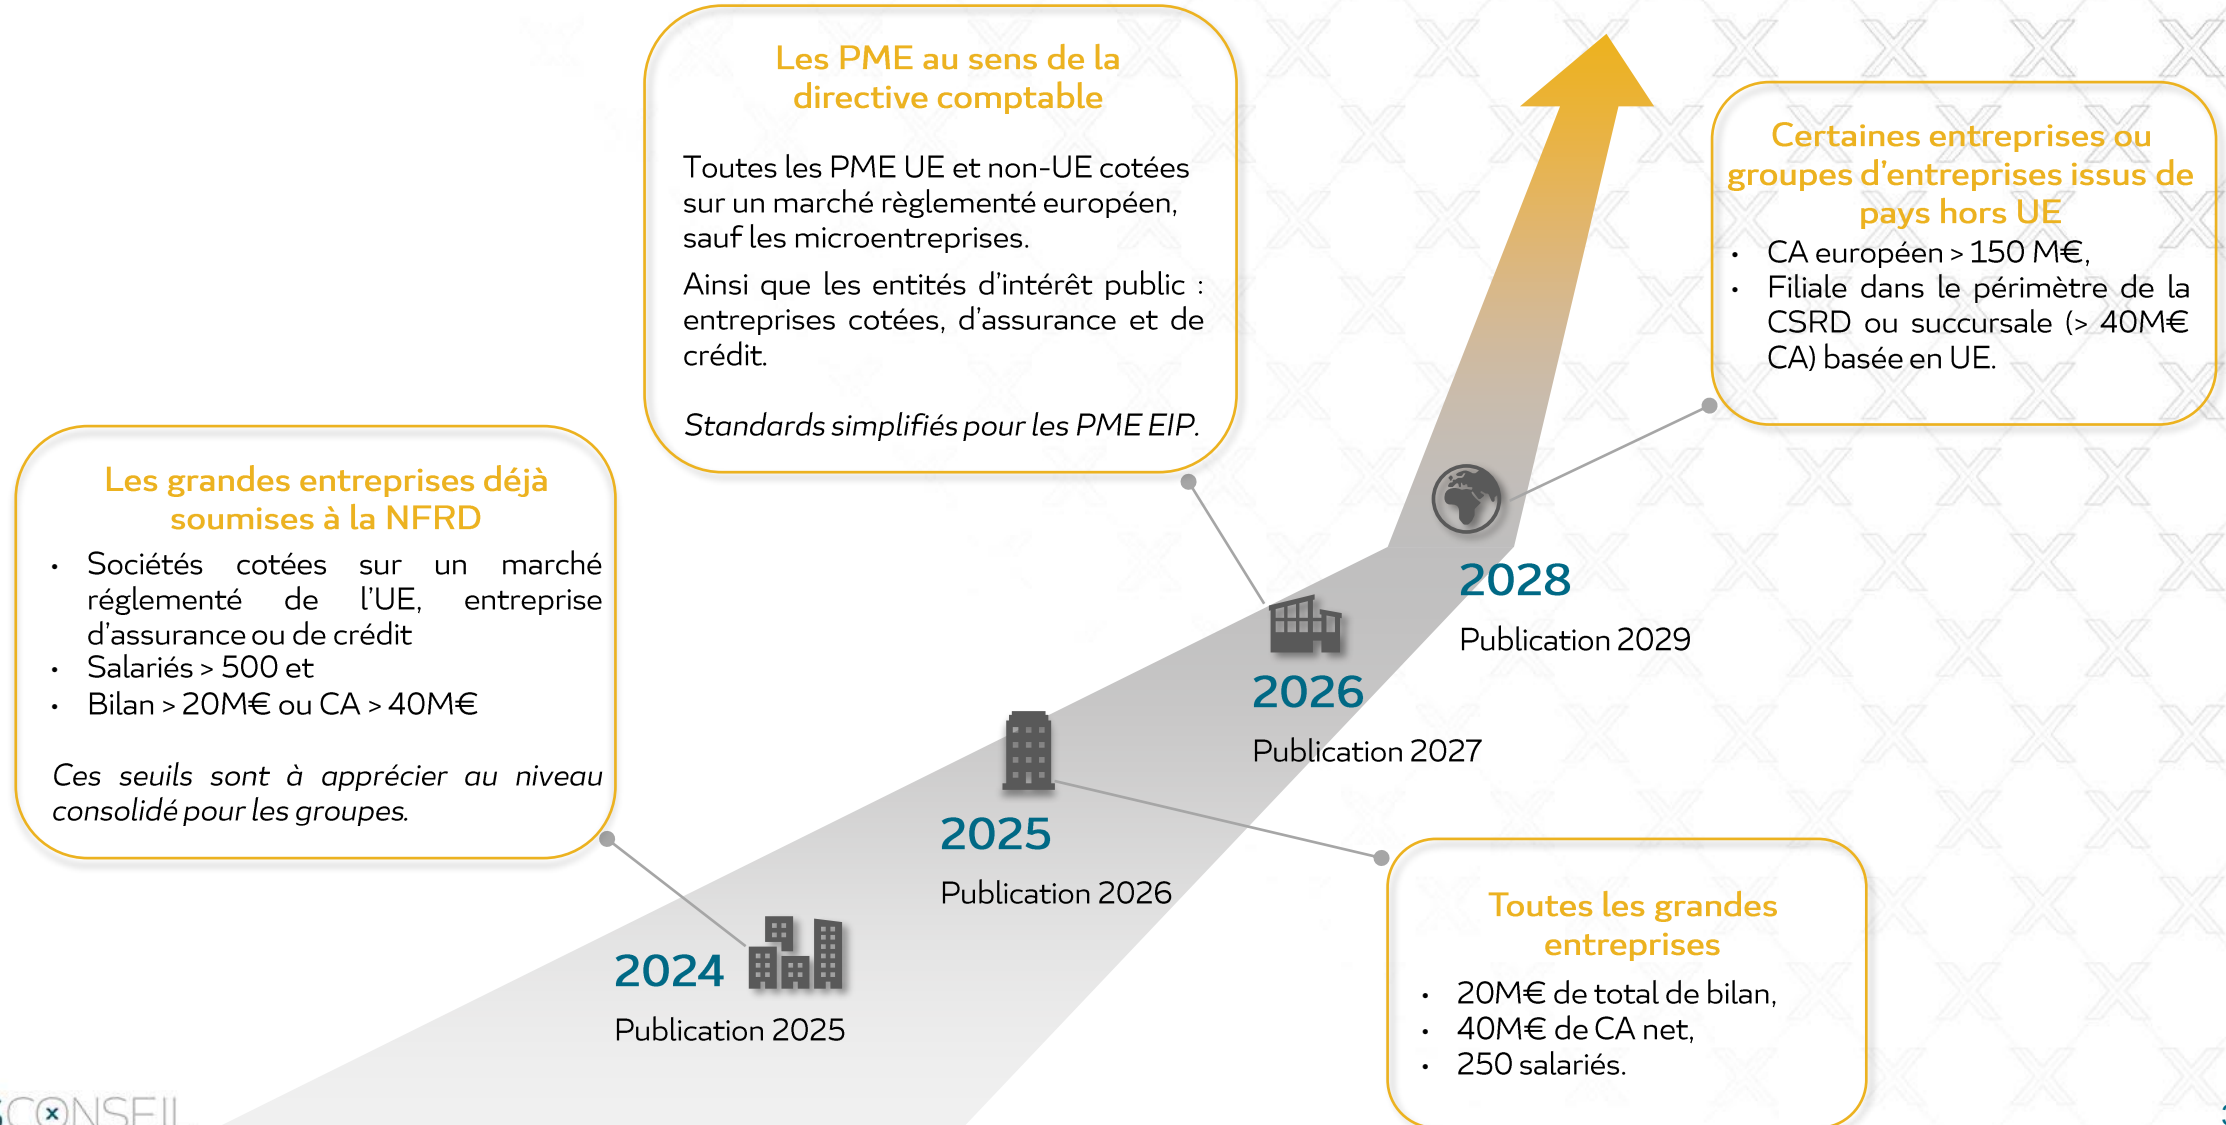 Les PME au sens de la
directive comptable
Toutes les PME UE et non-UE cotées
sur un marché règlementé européen,
sauf les microentreprises.
Ainsi que les entités d'intérêt public :
entreprises cotées, d'assurance et de
crédit.
Standards simplifiés pour les PME EIP.
Certaines entreprises ou
groupes d'entreprises issus de
pays hors UE
• CA européen > 150 M€,
• Filiale dans le périmètre de la
CSRD ou succursale (> 40M€
CA) basée en UE.
Les grandes entreprises déjà
soumises à la NFRD
• Sociétés cotées sur un marché
réglementé de l'UE, entreprise
d'assurance ou de crédit
• Salariés > 500 et
• Bilan > 20M€ ou CA > 40M€
Ces seuils sont à apprécier au niveau
consolidé pour les groupes.
2028
Publication 2029
2026
Publication 2027
2025
Publication 2026
2024
Publication 2025
Toutes les grandes
entreprises
• 20M€ de total de bilan,
• 40M€ de CA net,
• 250 salariés.
CONSEIL